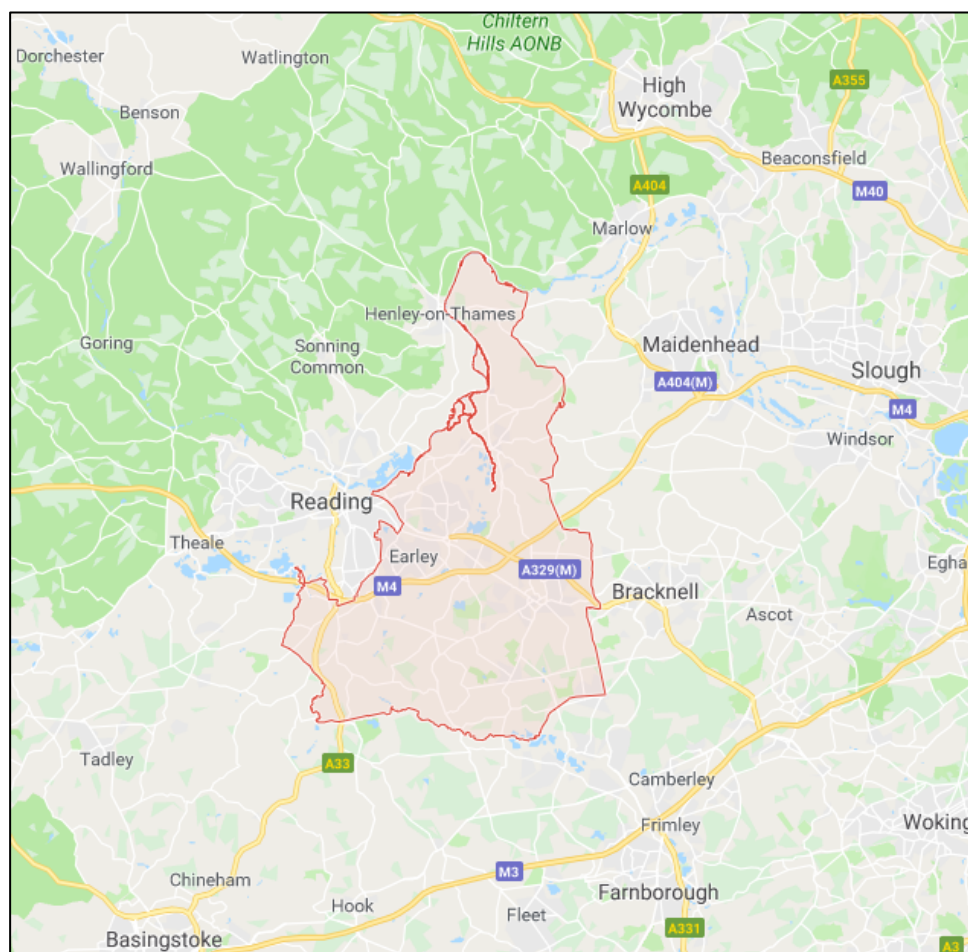 Chiltern
Hills AONB
Dorchester
Watlington
High
Wycombe
A355
Benson
Wallingford
Beaconsfield
A404
M40
Marlow
Henley-on-Thames
Goring
Sonning
Common
Maidenhead
Slough
A404(M)
M4
Windsor
Reading
Theale
Earley
A329(M)
Egha
M4
Bracknell
Ascot
Tadley
A33
Camberley
Frimley
Woking
M3
Chineham
Hook
Farnborough
Fleet
Basingstoke
A331
A3